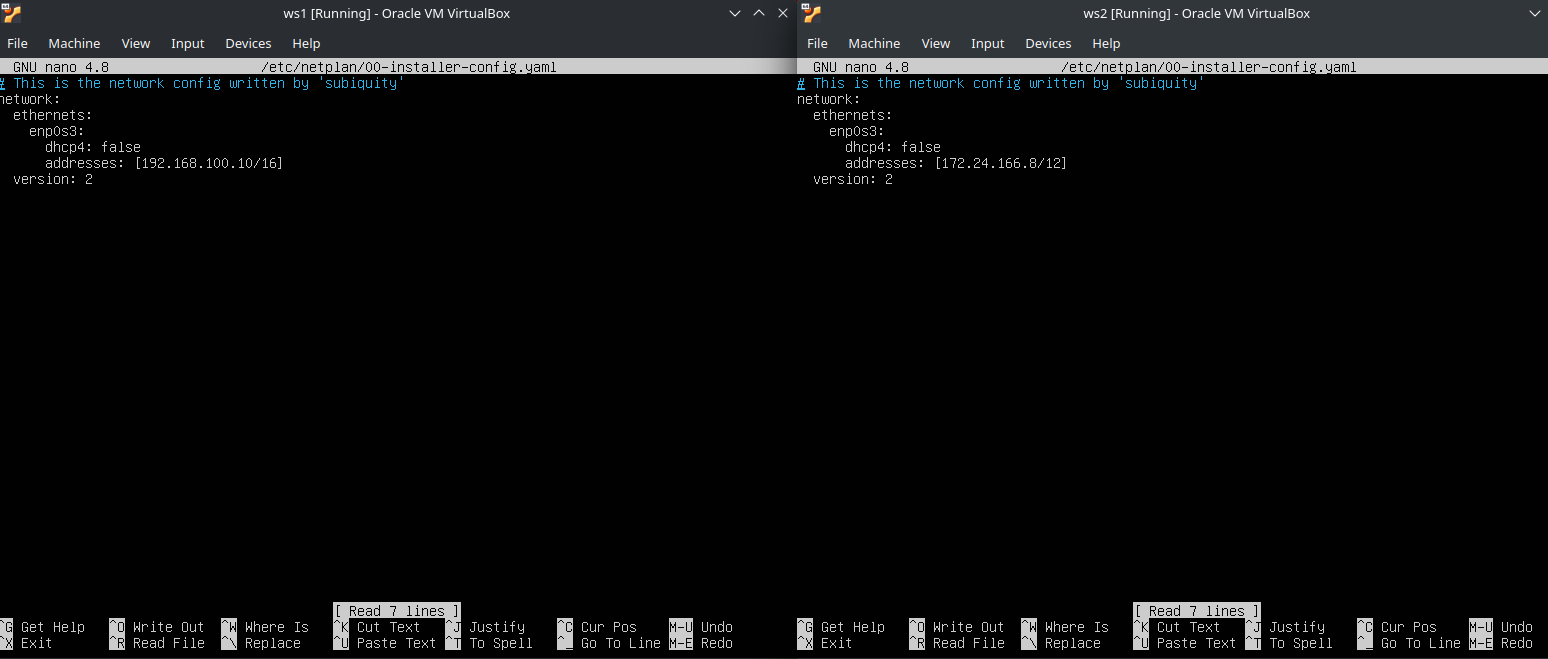 ws1 [Running] - Oracle VM VirtualBox
File Machine View Input Devices Help
GNU nano 4.8 /etc/netplan/00-installer-config.yaml
# This is the network config written by 'subiquity'
network:
  ethernets:
    enp0s3:
      dhcp4: false
      addresses: [192.168.100.10/16]
  version: 2
[ Read 7 lines ]
^G Get Help ^O Write Out ^W Where Is ^K Cut Text ^J Justify ^C Cur Pos M-U Undo
^X Exit ^R Read File ^\ Replace ^U Paste Text ^T To Spell ^_ Go To Line M-E Redo
ws2 [Running] - Oracle VM VirtualBox
File Machine View Input Devices Help
GNU nano 4.8 /etc/netplan/00-installer-config.yaml
# This is the network config written by 'subiquity'
network:
  ethernets:
    enp0s3:
      dhcp4: false
      addresses: [172.24.166.8/12]
  version: 2
[ Read 7 lines ]
^G Get Help ^O Write Out ^W Where Is ^K Cut Text ^J Justify ^C Cur Pos M-U Undo
^X Exit ^R Read File ^\ Replace ^U Paste Text ^T To Spell ^_ Go To Line M-E Redo